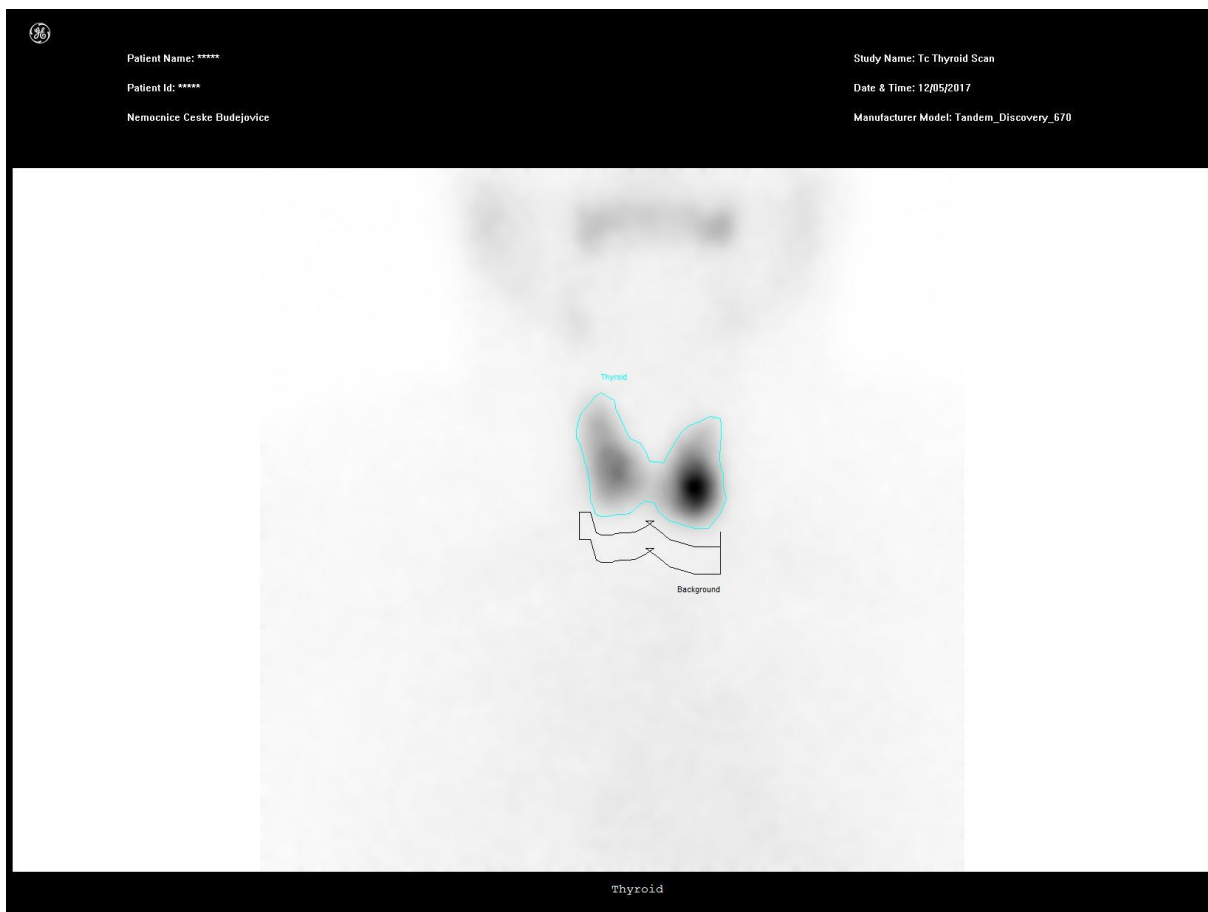 Patient Name: *****
Patient Id: *****
Nemocnice Ceske Budejovice
Study Name: Tc Thyroid Scan
Date & Time: 12/05/2017
Manufacturer Model: Tandem_Discovery_670
Thyroid
Background
Thyroid